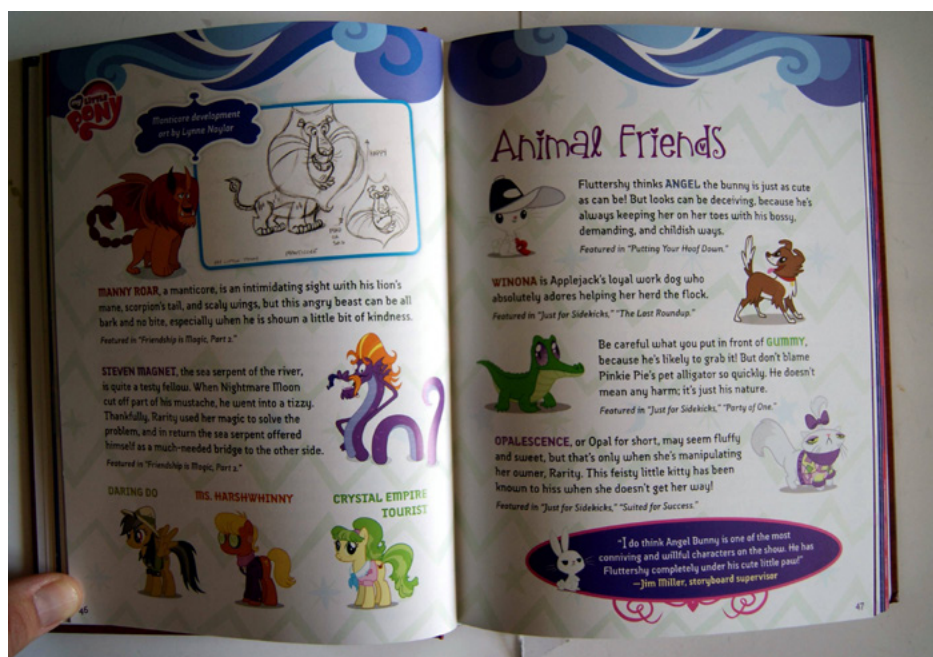 MY LITTLE PONY
Manticore development
art by Lynne Naylor
HAPPY
MANTICORE
MY LITTLE PONY
MANNY ROAR, a manticore, is an intimidating sight with his lion's
mane, scorpion's tail, and scaly wings, but this angry beast can be all
bark and no bite, especially when he is shown a little bit of kindness.
Featured in "Friendship is Magic, Part 2."
STEVEN MAGNET, the sea serpent of the river,
is quite a testy fellow. When Nightmare Moon
cut off part of his mustache, he went into a tizzy.
Thankfully, Rarity used her magic to solve the
problem, and in return the sea serpent offered
himself as a much-needed bridge to the other side.
Featured in "Friendship is Magic, Part 2."
DARING DO
MS. HARSHWHINNY
CRYSTAL EMPIRE
TOURIST
46
Animal Friends
Fluttershy thinks ANGEL the bunny is just as cute
as can be! But looks can be deceiving, because he's
always keeping her on her toes with his bossy,
demanding, and childish ways.
Featured in "Putting Your Hoof Down."
WINONA is Applejack's loyal work dog who
absolutely adores helping her herd the flock.
Featured in "Just for Sidekicks," "The Last Roundup."
Be careful what you put in front of GUMMY,
because he's likely to grab it! But don't blame
Pinkie Pie's pet alligator so quickly. He doesn't
mean any harm; it's just his nature.
Featured in "Just for Sidekicks," "Party of One."
OPALESCENCE, or Opal for short, may seem fluffy
and sweet, but that's only when she's manipulating
her owner, Rarity. This feisty little kitty has been
known to hiss when she doesn't get her way!
Featured in "Just for Sidekicks," "Suited for Success."
"I do think Angel Bunny is one of the most
conniving and willful characters on the show. He has
Fluttershy completely under his cute little paw!"
—Jim Miller, storyboard supervisor
47